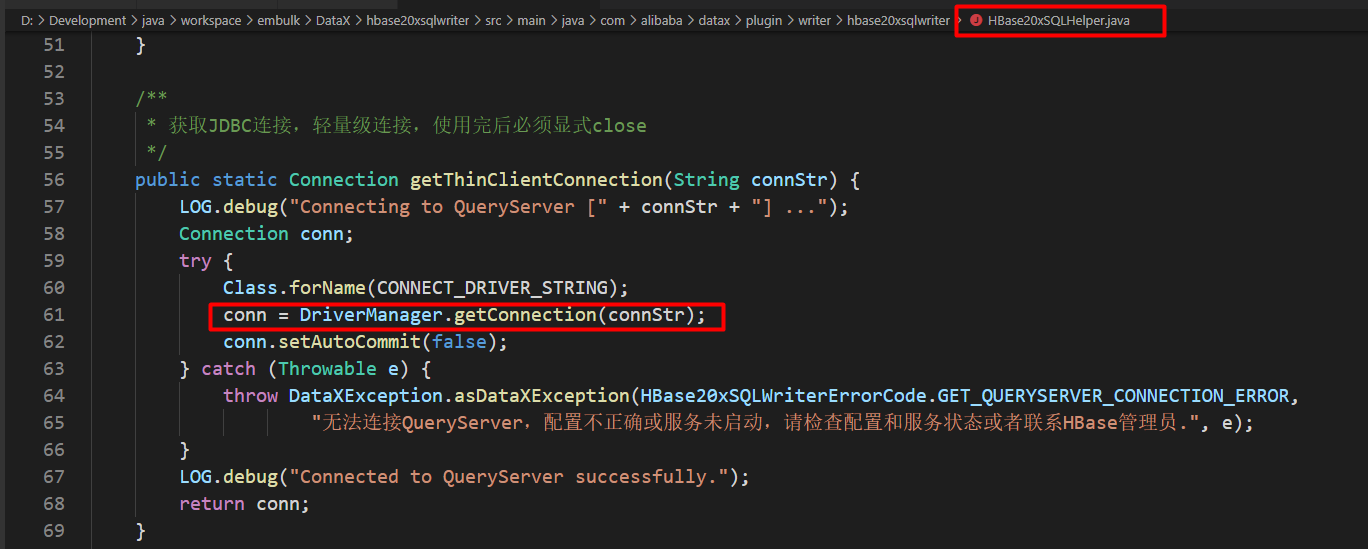 D: > Development > java > workspace > embulk > DataX > hbase20xsqlwriter > src > main > java > com > alibaba > datax > plugin > writer > hbase20xsqlwriter > J HBase20xSQLHelper.java
51 }
52
53 /**
54 * 获取JDBC连接，轻量级连接，使用完后必须显式close
55 */
56 public static Connection getThinClientConnection(String connStr) {
57 LOG.debug("Connecting to QueryServer [" + connStr + "] ...");
58 Connection conn;
59 try {
60 Class.forName(CONNECT_DRIVER_STRING);
61 conn = DriverManager.getConnection(connStr);
62 conn.setAutoCommit(false);
63 } catch (Throwable e) {
64 throw DataXException.asDataXException(HBase20xSQLWriterErrorCode.GET_QUERYSERVER_CONNECTION_ERROR,
65 "无法连接QueryServer，配置不正确或服务未启动，请检查配置和服务状态或者联系HBase管理员.", e);
66 }
67 LOG.debug("Connected to QueryServer successfully.");
68 return conn;
69 }